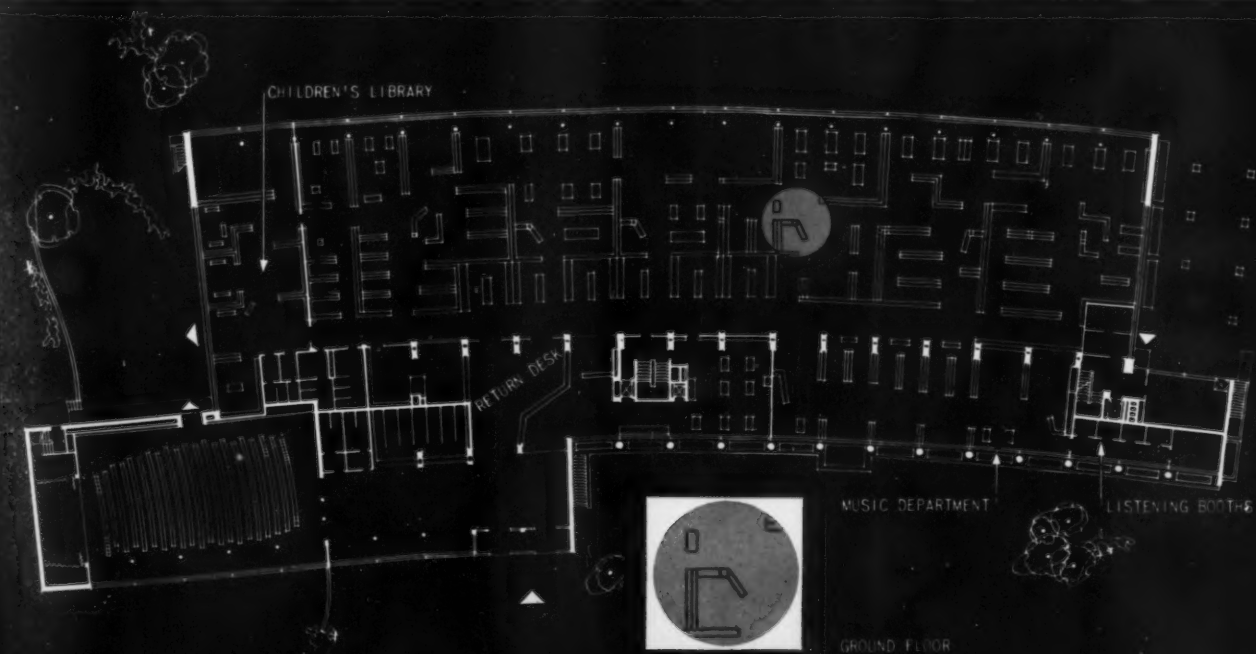 CHILDREN'S LIBRARY
RETURN DESK
MUSIC DEPARTMENT
LISTENING BOOTHS
GROUND FLOOR